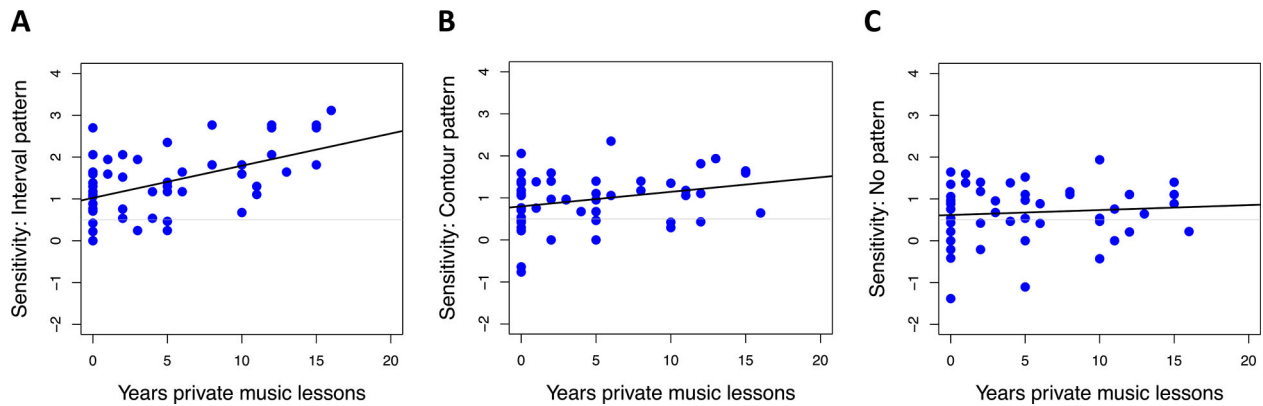 A
B
C
Sensitivity: Interval pattern
4
3
2
1
0
-1
-2
0 5 10 15 20
Years private music lessons
Sensitivity: Contour pattern
4
3
2
1
0
-1
-2
0 5 10 15 20
Years private music lessons
Sensitivity: No pattern
4
3
2
1
0
-1
-2
0 5 10 15 20
Years private music lessons